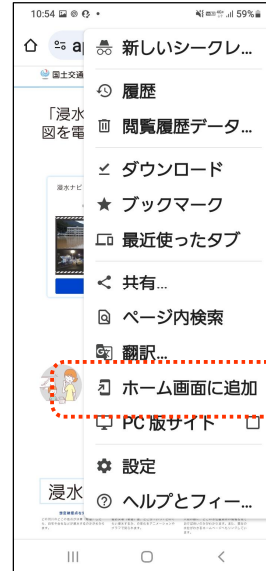 10:54 59%
ap
新しいシークレ...
国土交通
履歴
「浸水
図を電
閲覧履歴データ...
ダウンロード
浸水ナビ
ブックマーク
最近使ったタブ
共有...
ページ内検索
翻訳...
ホーム画面に追加
PC版サイト
設定
浸水
ヘルプとフィー...